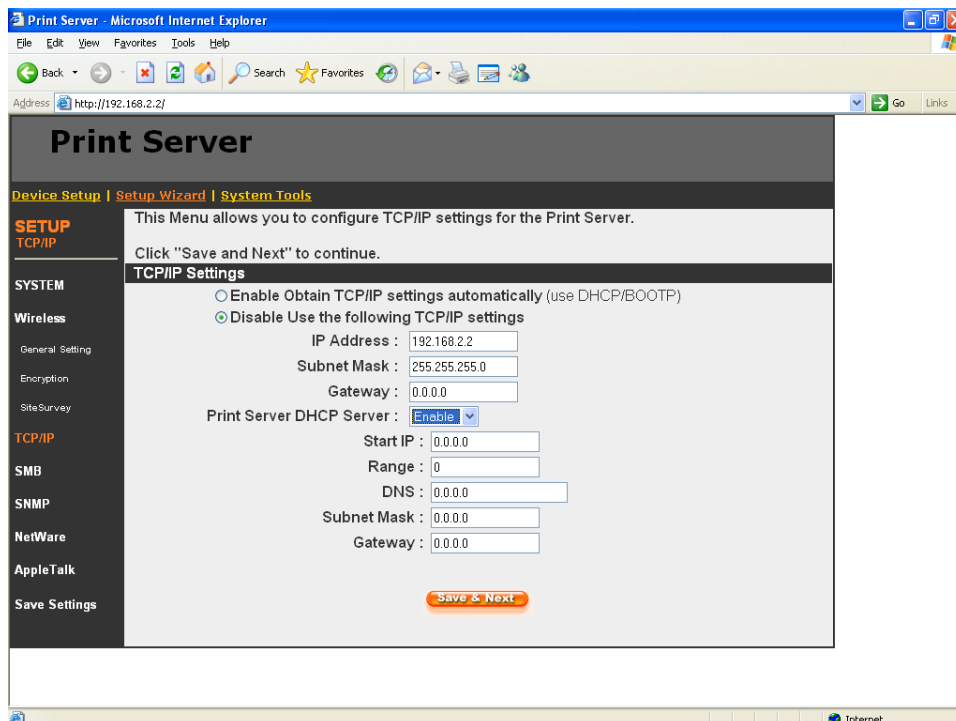 Print Server - Microsoft Internet Explorer
File Edit View Favorites Tools Help
Back Search Favorites
Address http://192.168.2.2/ Go Links
Print Server
Device Setup | Setup Wizard | System Tools
SETUP
TCP/IP
SYSTEM
Wireless
General Setting
Encryption
SiteSurvey
TCP/IP
SMB
SNMP
NetWare
AppleTalk
Save Settings
This Menu allows you to configure TCP/IP settings for the Print Server.
Click "Save and Next" to continue.
TCP/IP Settings
Enable Obtain TCP/IP settings automatically (use DHCP/BOOTP)
Disable Use the following TCP/IP settings
IP Address : 192.168.2.2
Subnet Mask : 255.255.255.0
Gateway : 0.0.0.0
Print Server DHCP Server : Enable
Start IP : 0.0.0.0
Range : 0
DNS : 0.0.0.0
Subnet Mask : 0.0.0.0
Gateway : 0.0.0.0
Save & Next
Internet